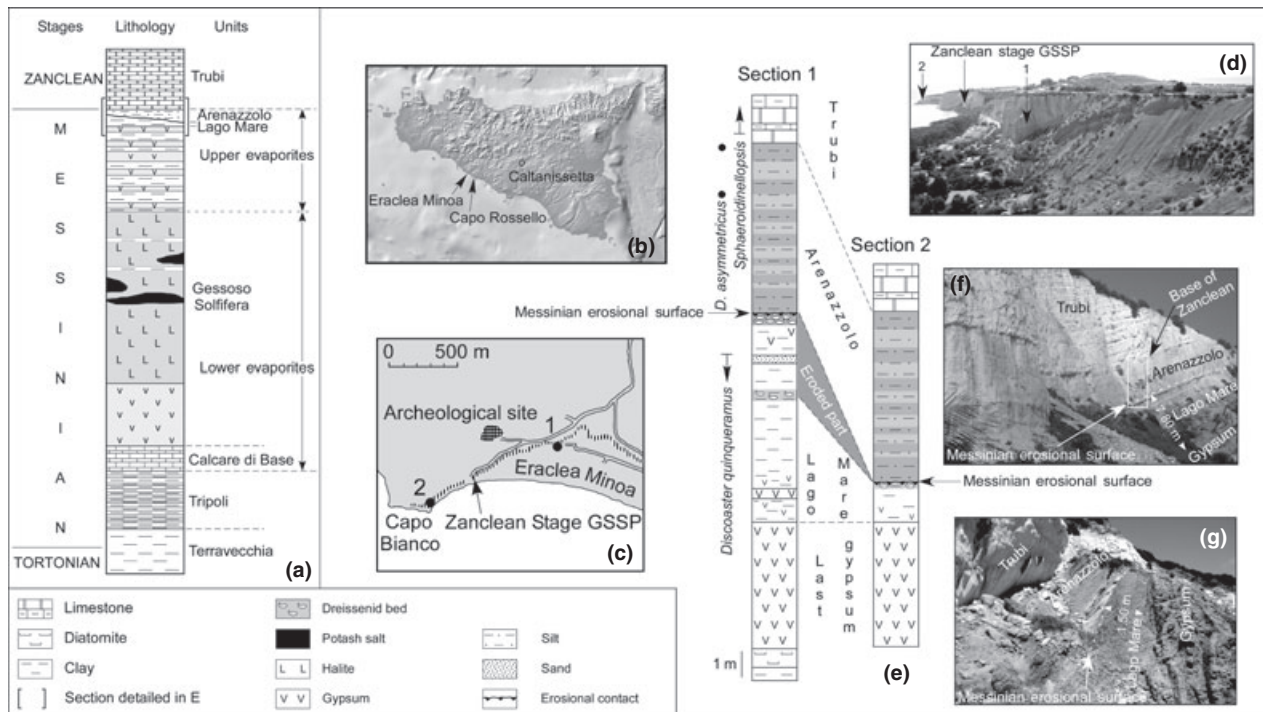 Stages Lithology Units
ZANCLEAN
Trubi
Arenazzolo
Lago Mare
Upper evaporites
M
E
S
S
I
N
I
A
N
Gessoso
Solfifera
Lower evaporites
Calcare di Base
Tripoli
Terravecchia
TORTONIAN
(a)
Caltanissetta
Eraclea Minoa
Capo Rossello
(b)
0 500 m
Archeological site
1
Eraclea Minoa
2
Capo
Bianco
Zanclean Stage GSSP
(c)
Zanclean stage GSSP
2
1
(d)
Section 1
Trubi
D. asymmetricus
Sphaeroidinellopsis
Arenazzolo
Section 2
Messinian erosional surface
Eroded part
Discoaster quinqueramus
Lago Mare
Messinian erosional surface
Last gypsum
1 m
(e)
(f)
Trubi
Base of
Zanclean
Arenazzolo
Lago Mare
Gypsum
Messinian erosional surface
(g)
Trubi
Arenazzolo
Lago Mare
1.50 m
Gypsum
Messinian erosional surface
Limestone
Diatomite
Clay
Section detailed in E
Dreissenid bed
Potash salt
Halite
Gypsum
Silt
Sand
Erosional contact